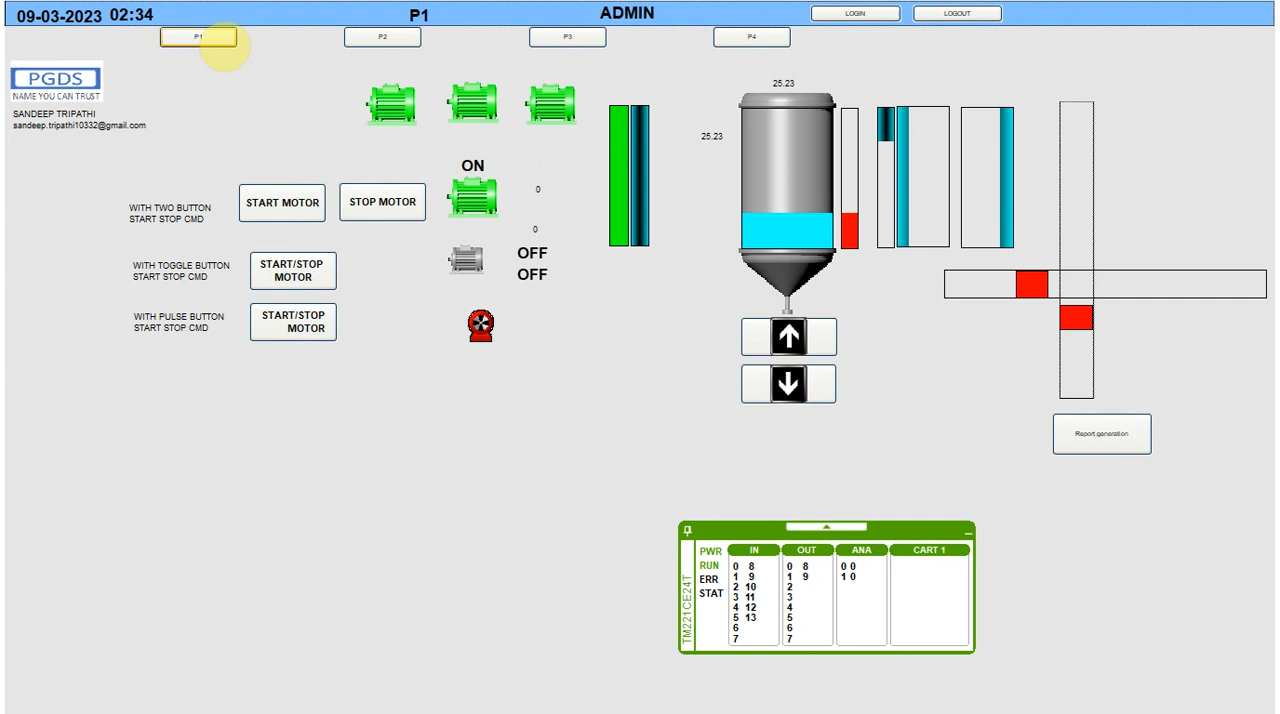 09-03-2023 02:34
P1
ADMIN
LOGIN
LOGOUT
P1
P2
P3
P4
PGDS
NAME YOU CAN TRUST
SANDEEP TRIPATHI
sandeep.tripathi10332@gmail.com
25.23
25.23
ON
WITH TWO BUTTON
START STOP CMD
START MOTOR
STOP MOTOR
0
0
WITH TOGGLE BUTTON
START STOP CMD
START/STOP
MOTOR
OFF
OFF
WITH PULSE BUTTON
START STOP CMD
START/STOP
MOTOR
Report generation
TM221CE24T
PWR
RUN
ERR
STAT
IN
0 8
1 9
2 10
3 11
4 12
5 13
6
7
OUT
0 8
1 9
2
3
4
5
6
7
ANA
0 0
1 0
CART 1